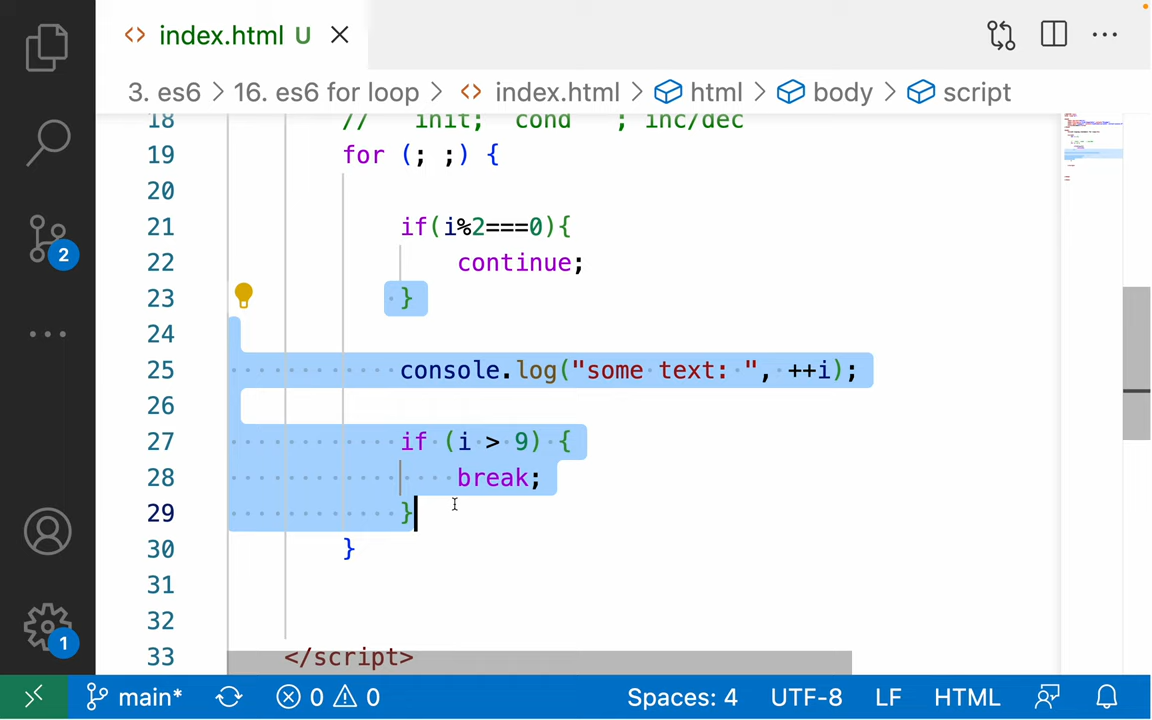 index.html U
3. es6 > 16. es6 for loop > index.html > html > body > script
18 // init; cond ; inc/dec
19 for (; ;) {
20
21 if(i%2===0){
22 continue;
23 }
24
25 console.log("some text: ", ++i);
26
27 if (i > 9) {
28 break;
29 }
30 }
31
32
33 </script>
2
1
main* 0 0 Spaces: 4 UTF-8 LF HTML